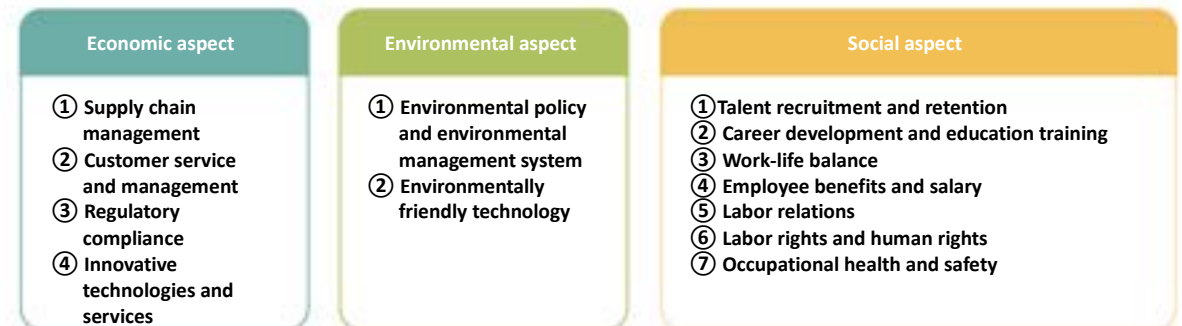 Economic aspect
① Supply chain
management
② Customer service
and management
③ Regulatory
compliance
④ Innovative
technologies and
services
Environmental aspect
① Environmental policy
and environmental
management system
② Environmentally
friendly technology
Social aspect
①Talent recruitment and retention
② Career development and education training
③ Work-life balance
④ Employee benefits and salary
⑤ Labor relations
⑥ Labor rights and human rights
⑦ Occupational health and safety